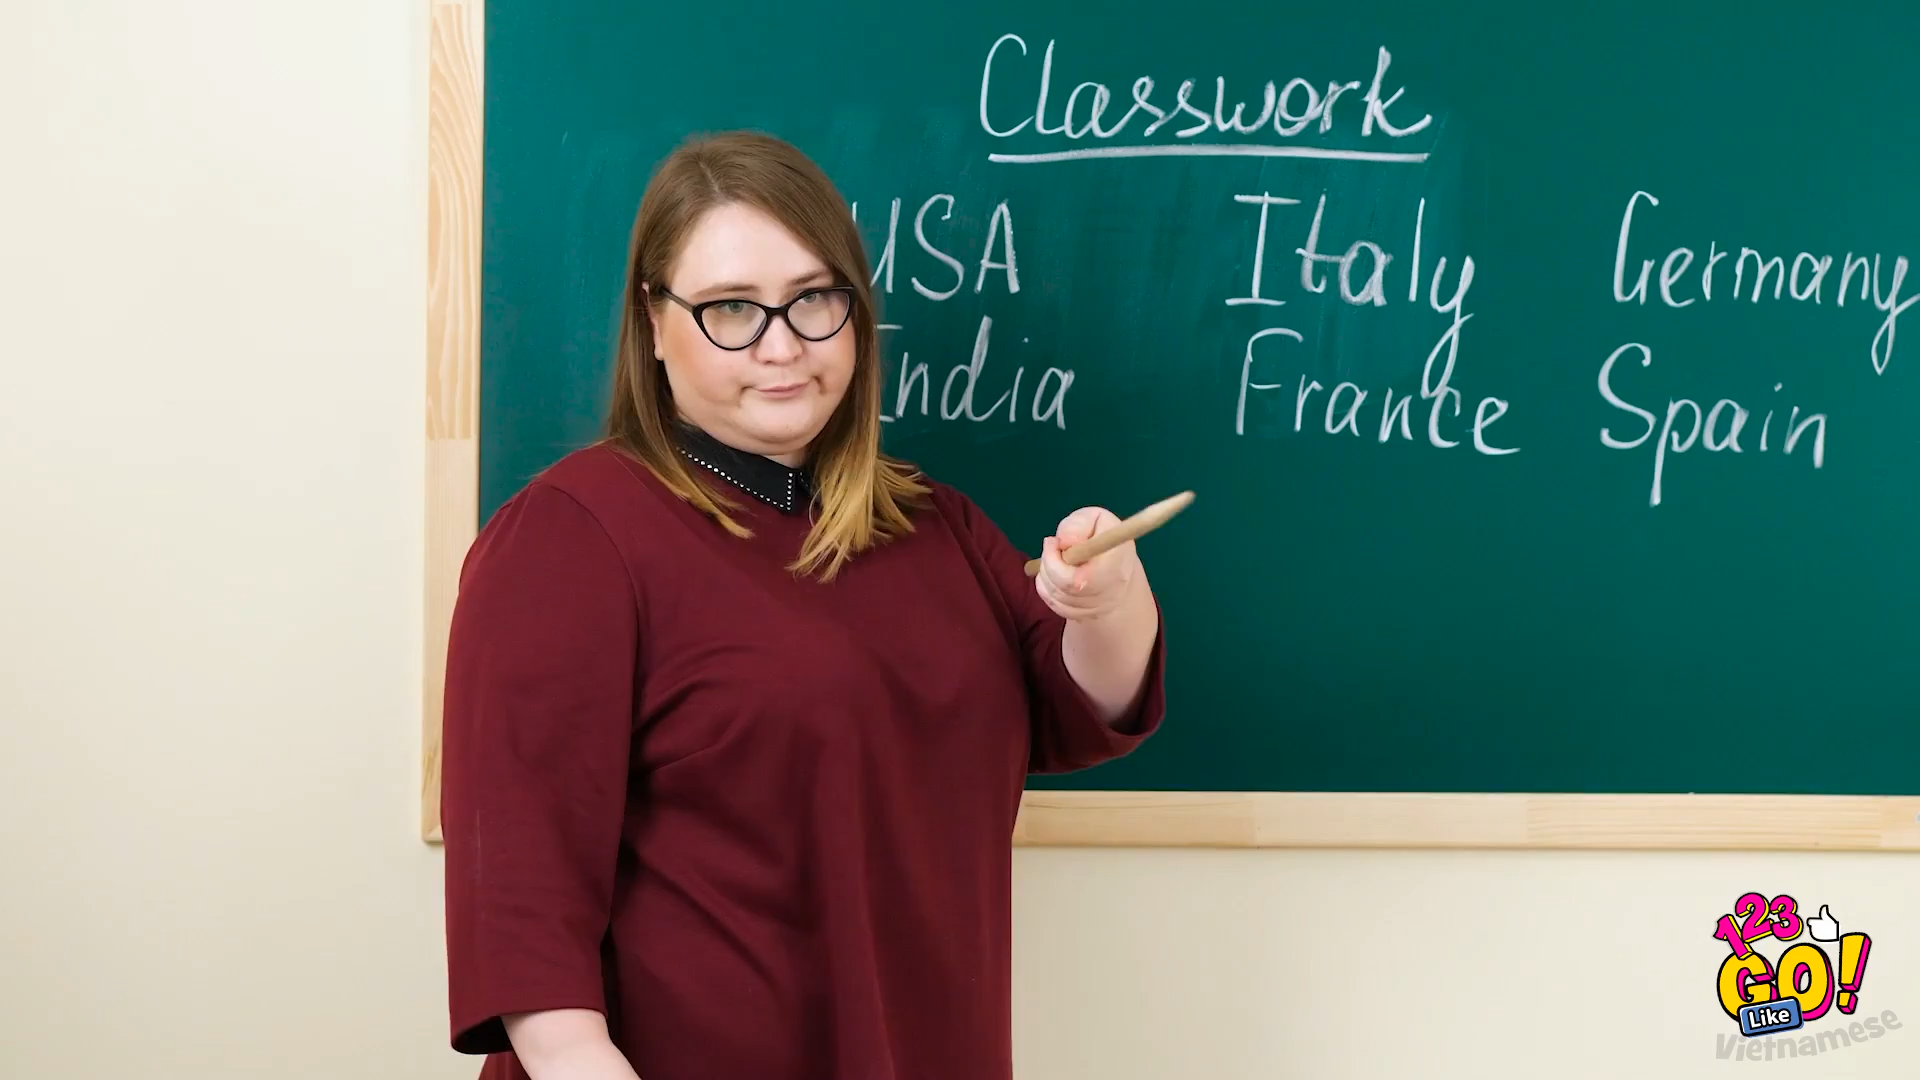 Classwork
USA Italy Germany
India France Spain
123
GO!
Like
Vietnamese